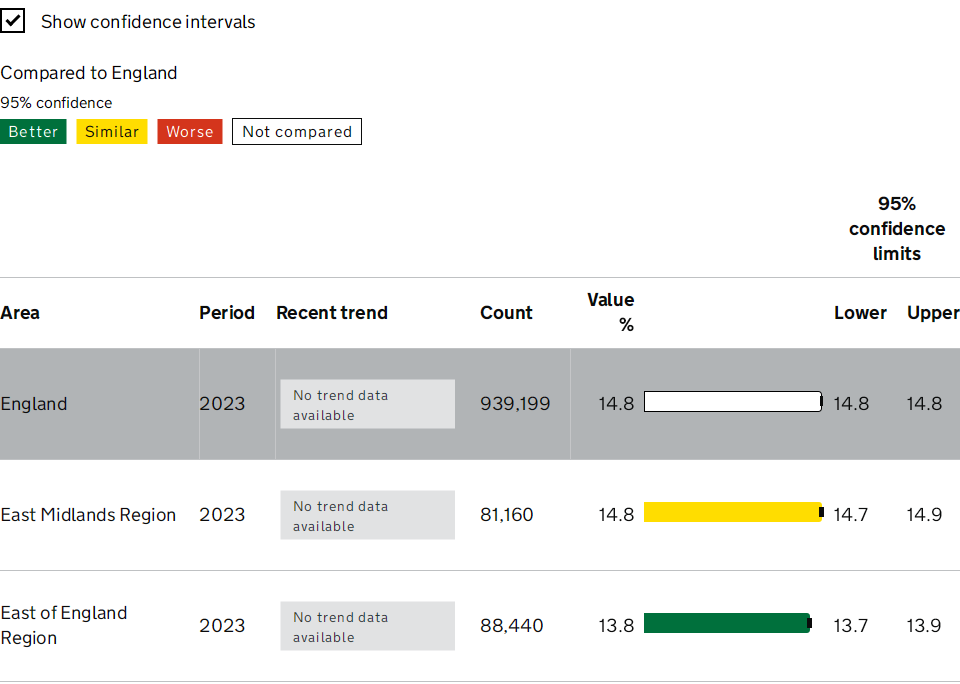 Show confidence intervals
Compared to England
95% confidence
Better Similar Worse Not compared
95%
confidence
limits
Area Period Recent trend Count Value % Lower Upper
England 2023 No trend data available 939,199 14.8 14.8 14.8
East Midlands Region 2023 No trend data available 81,160 14.8 14.7 14.9
East of England Region 2023 No trend data available 88,440 13.8 13.7 13.9